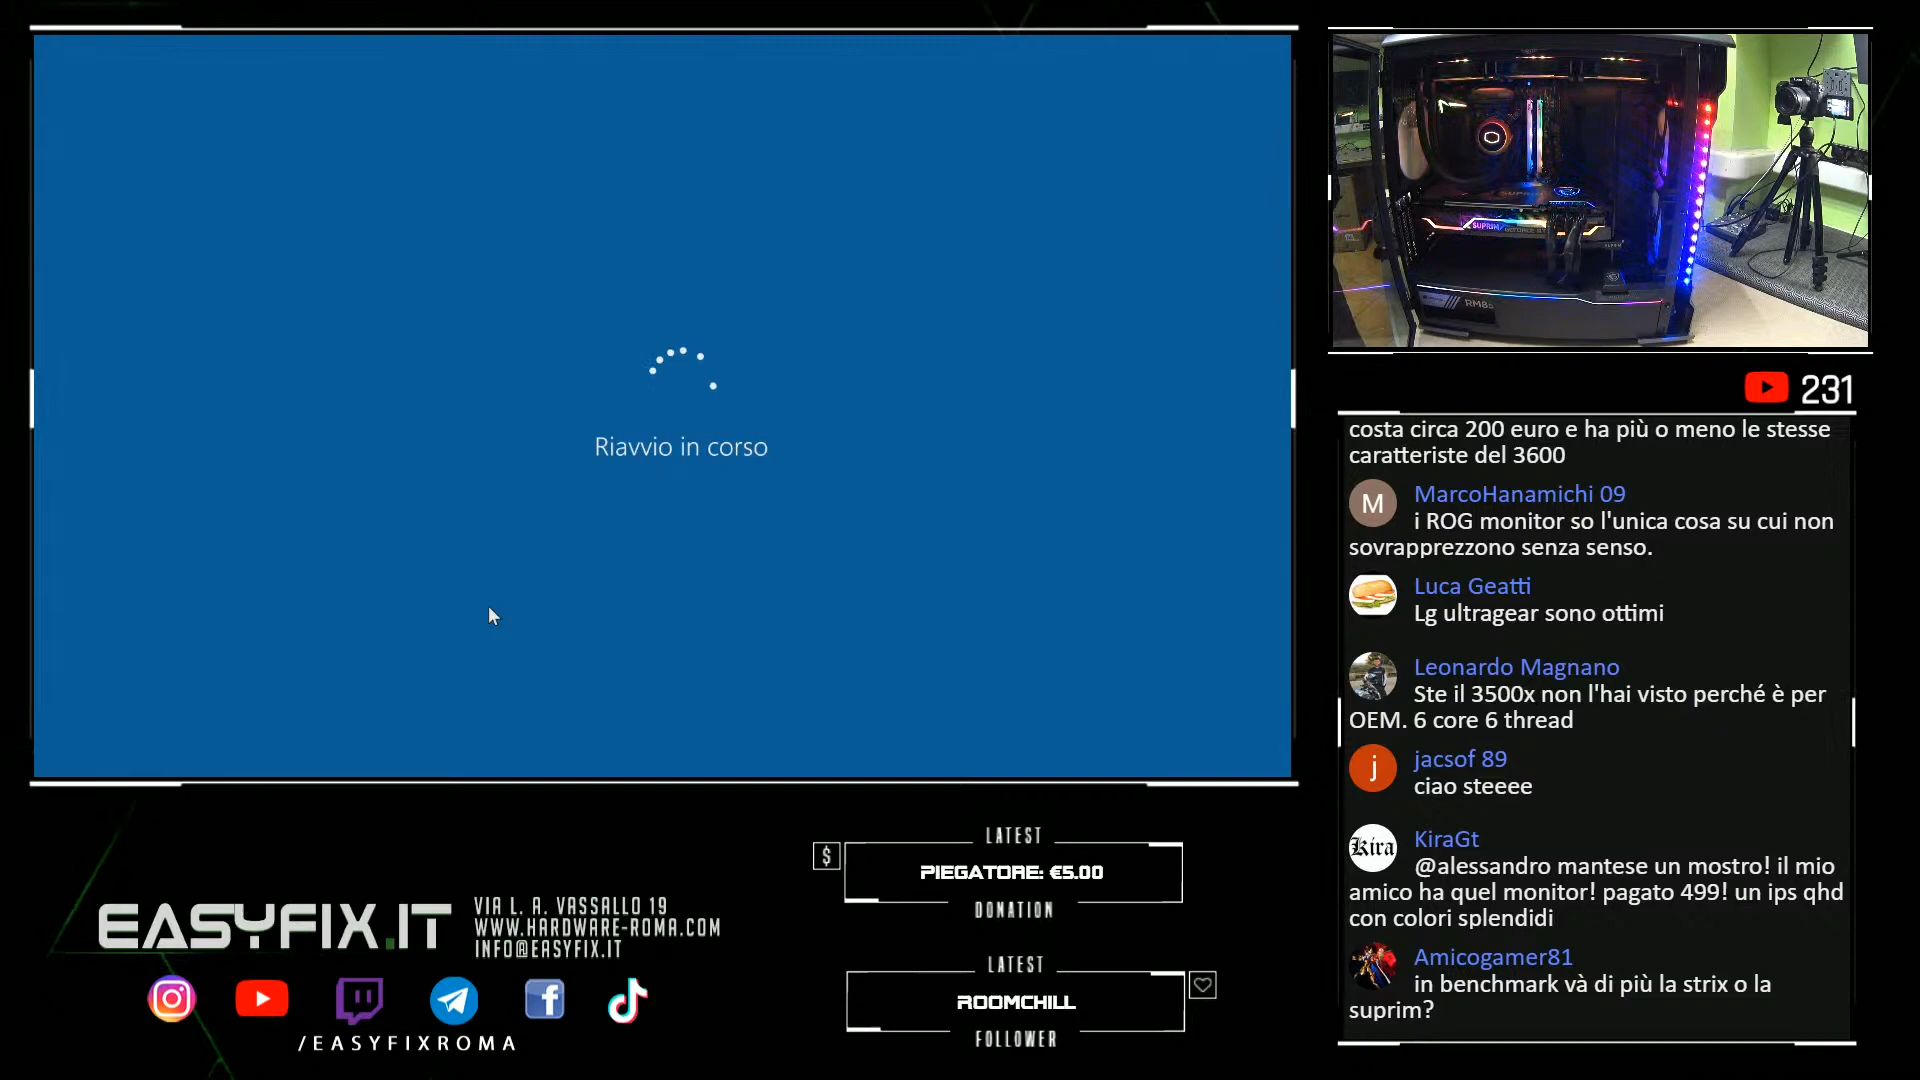 Riavvio in corso
SUPRIM
RM85
231
costa circa 200 euro e ha più o meno le stesse
caratteriste del 3600
M
MarcoHanamichi 09
i ROG monitor so l'unica cosa su cui non
sovrapprezzono senza senso.
Luca Geatti
Lg ultragear sono ottimi
Leonardo Magnano
Ste il 3500x non l'hai visto perché è per
OEM. 6 core 6 thread
j
jacsof 89
ciao steeee
Kira
KiraGt
@alessandro mantese un mostro! il mio
amico ha quel monitor! pagato 499! un ips qhd
con colori splendidi
Amicogamer81
in benchmark và di più la strix o la
suprim?
LATEST
$
PIEGATORE: €5.00
DONATION
LATEST
ROOMCHILL
FOLLOWER
EASYFIX.IT
VIA L. A. VASSALLO 19
WWW.HARDWARE-ROMA.COM
INFO@EASYFIX.IT
/EASYFIXROMA